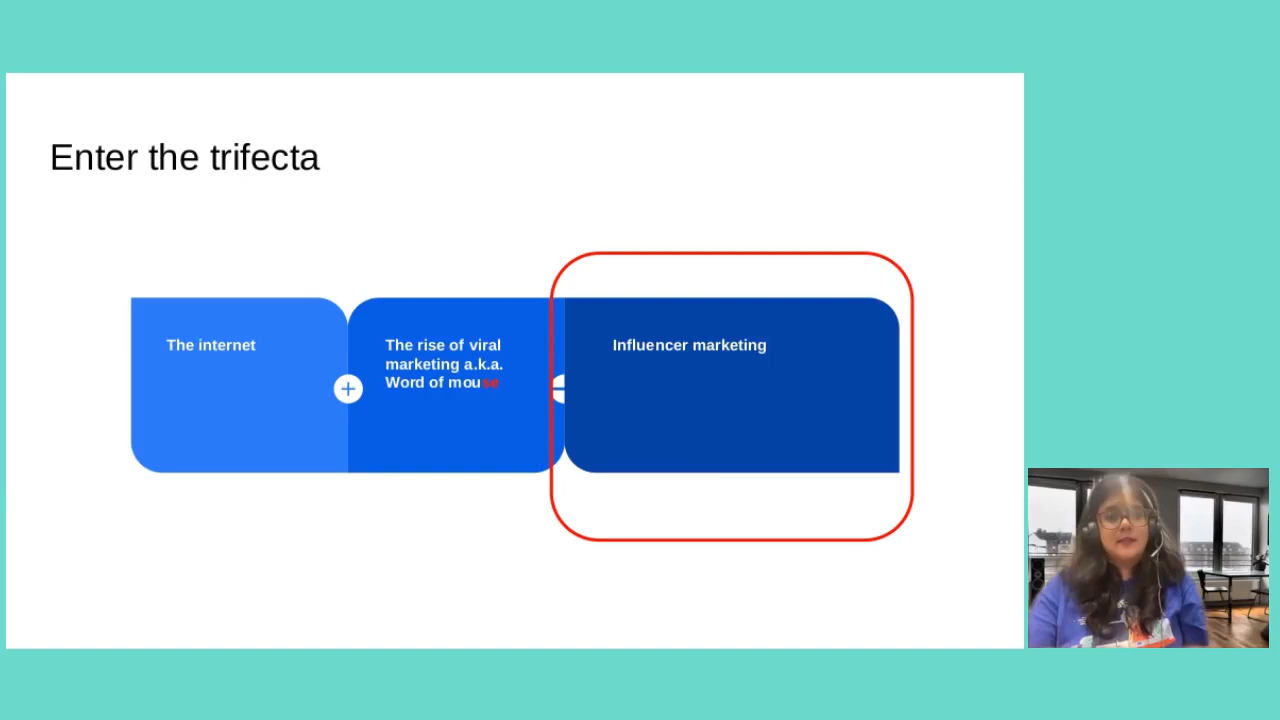 Enter the trifecta
The internet
The rise of viral
marketing a.k.a.
Word of mouse
Influencer marketing